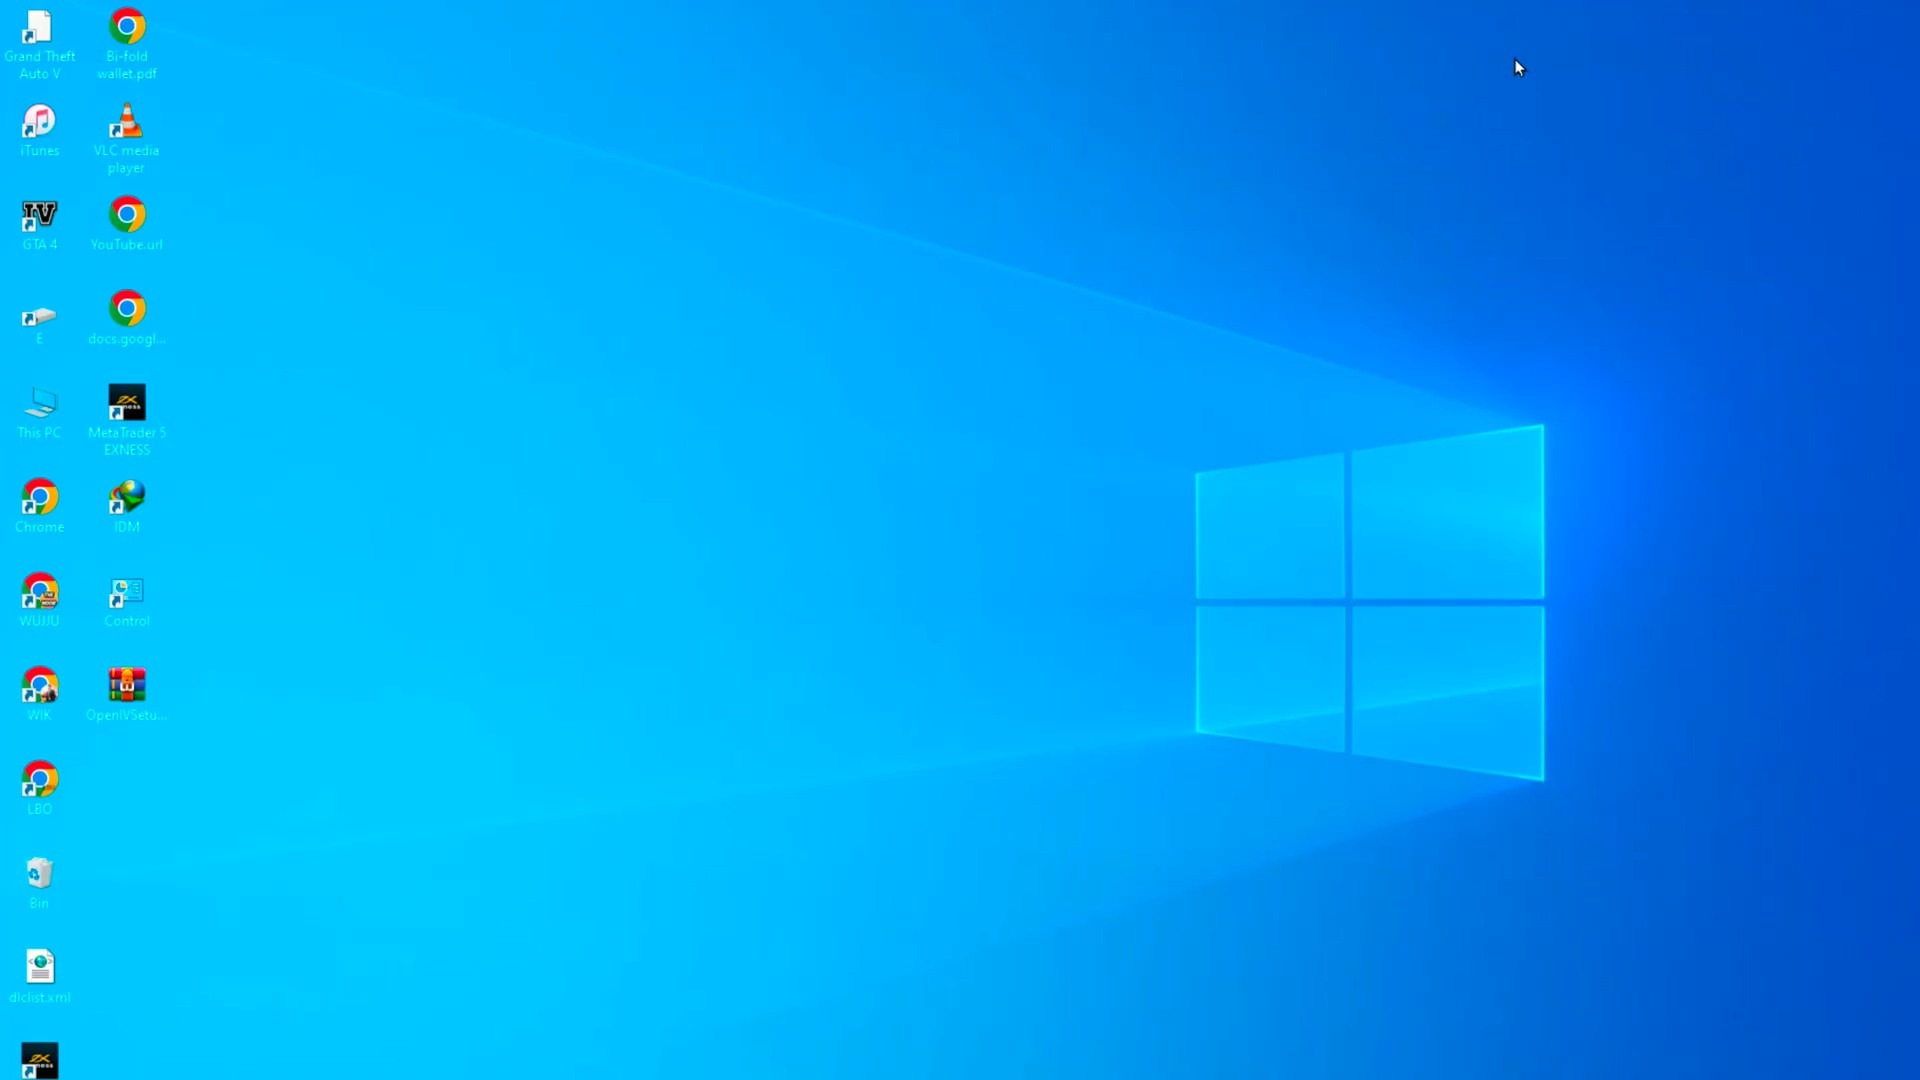 Grand Theft
Auto V
iTunes
GTA 4
E
This PC
Chrome
WUJJU
WIK
LBO
Bin
dlclist.xml
Bi-fold
wallet.pdf
VLC media
player
YouTube.url
docs.googl...
MetaTrader 5
EXNESS
IDM
Control
OpenIVSetu...